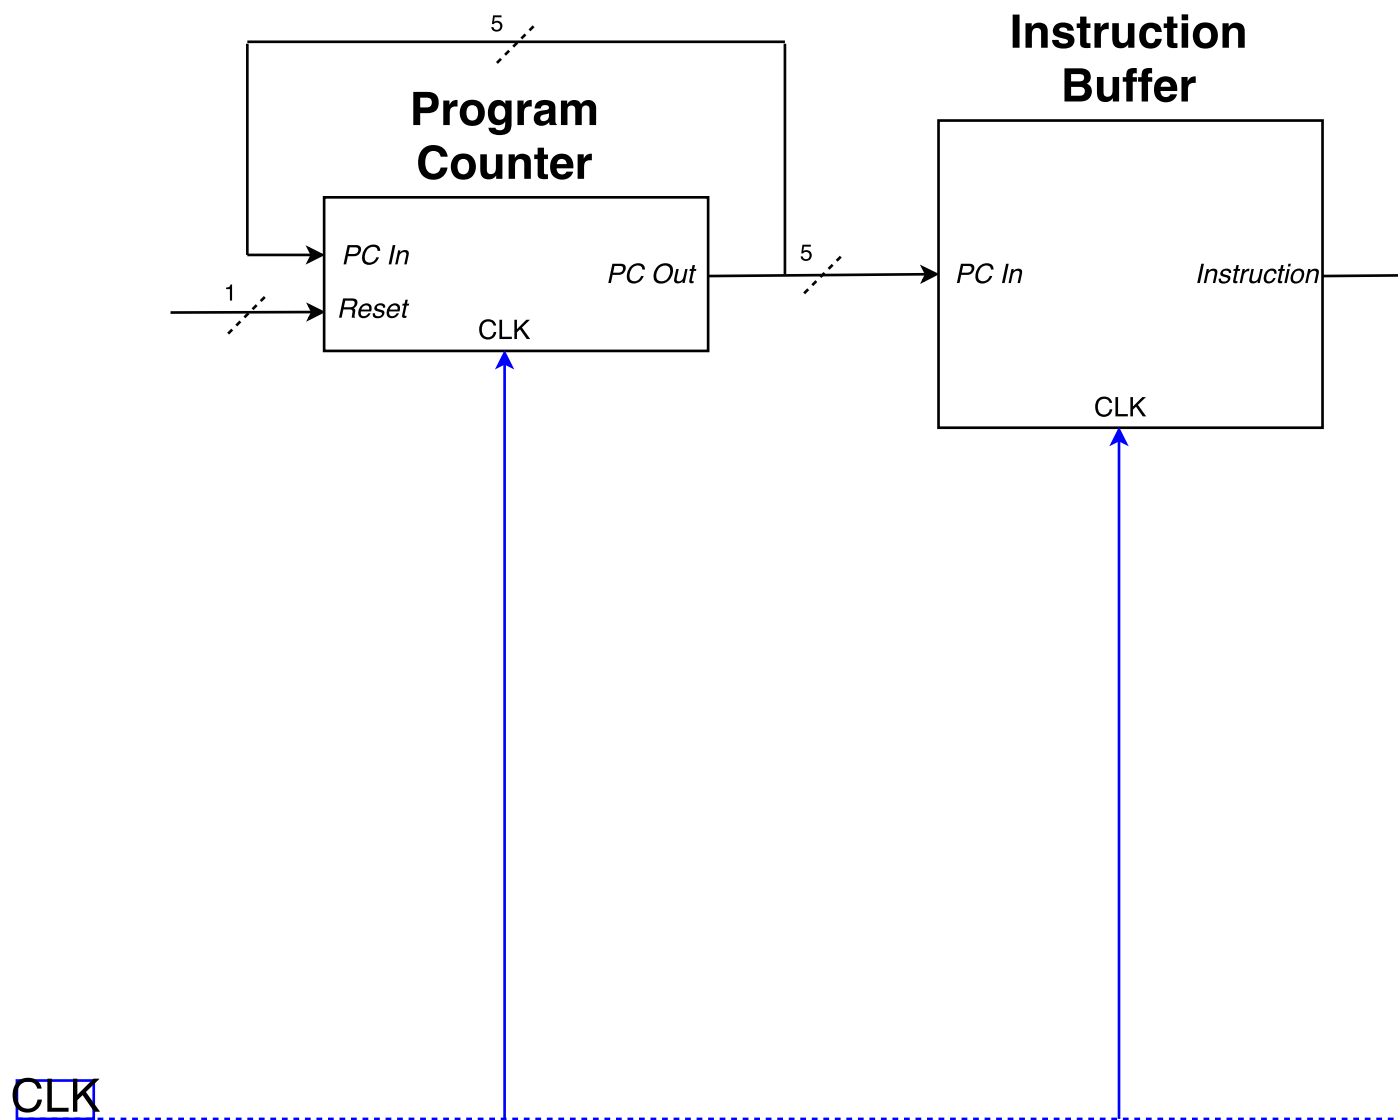 5
Instruction
Buffer
Program
Counter
PC In
Reset
PC Out
CLK
1
5
PC In
Instruction
CLK
CLK